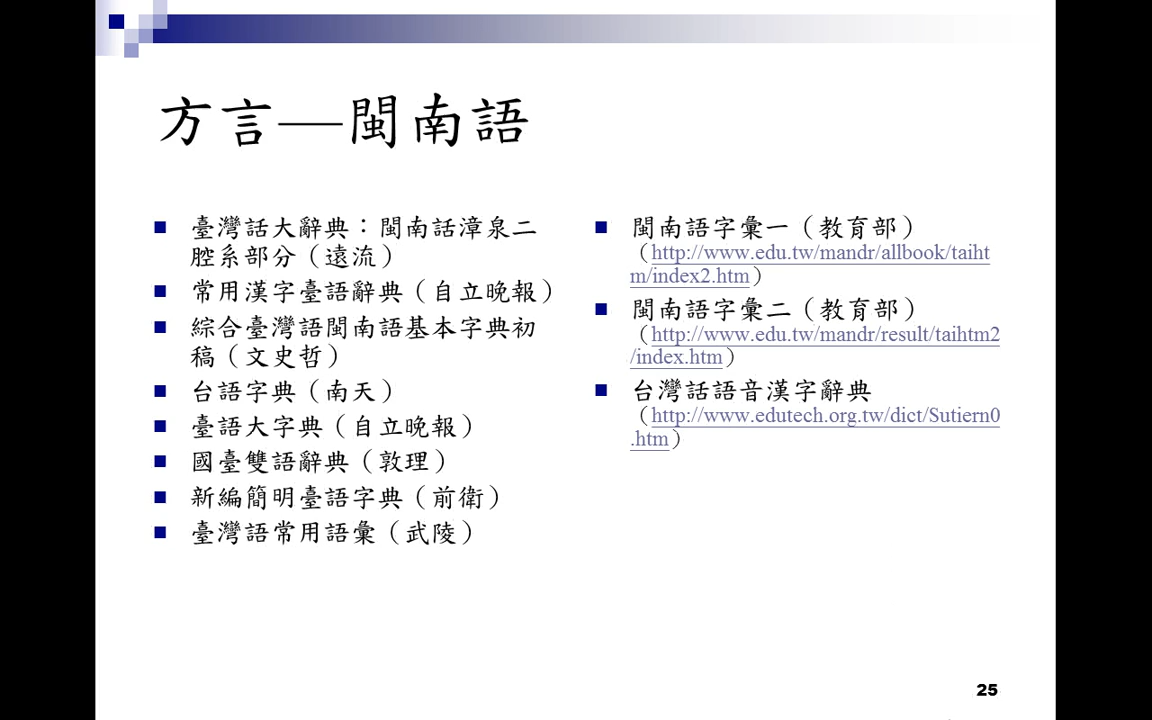 方言—閩南語
臺灣話大辭典：閩南話漳泉二
腔系部分（遠流）
常用漢字臺語辭典（自立晚報）
綜合臺灣語閩南語基本字典初
稿（文史哲）
台語字典（南天）
臺語大字典（自立晚報）
國臺雙語辭典（敦理）
新編簡明臺語字典（前衛）
臺灣語常用語彙（武陵）
閩南語字彙一（教育部）
（http://www.edu.tw/mandr/allbook/taiht
m/index2.htm）
閩南語字彙二（教育部）
（http://www.edu.tw/mandr/result/taihtm2
/index.htm）
台灣話語音漢字辭典
（http://www.edutech.org.tw/dict/Sutiern0
.htm）
25